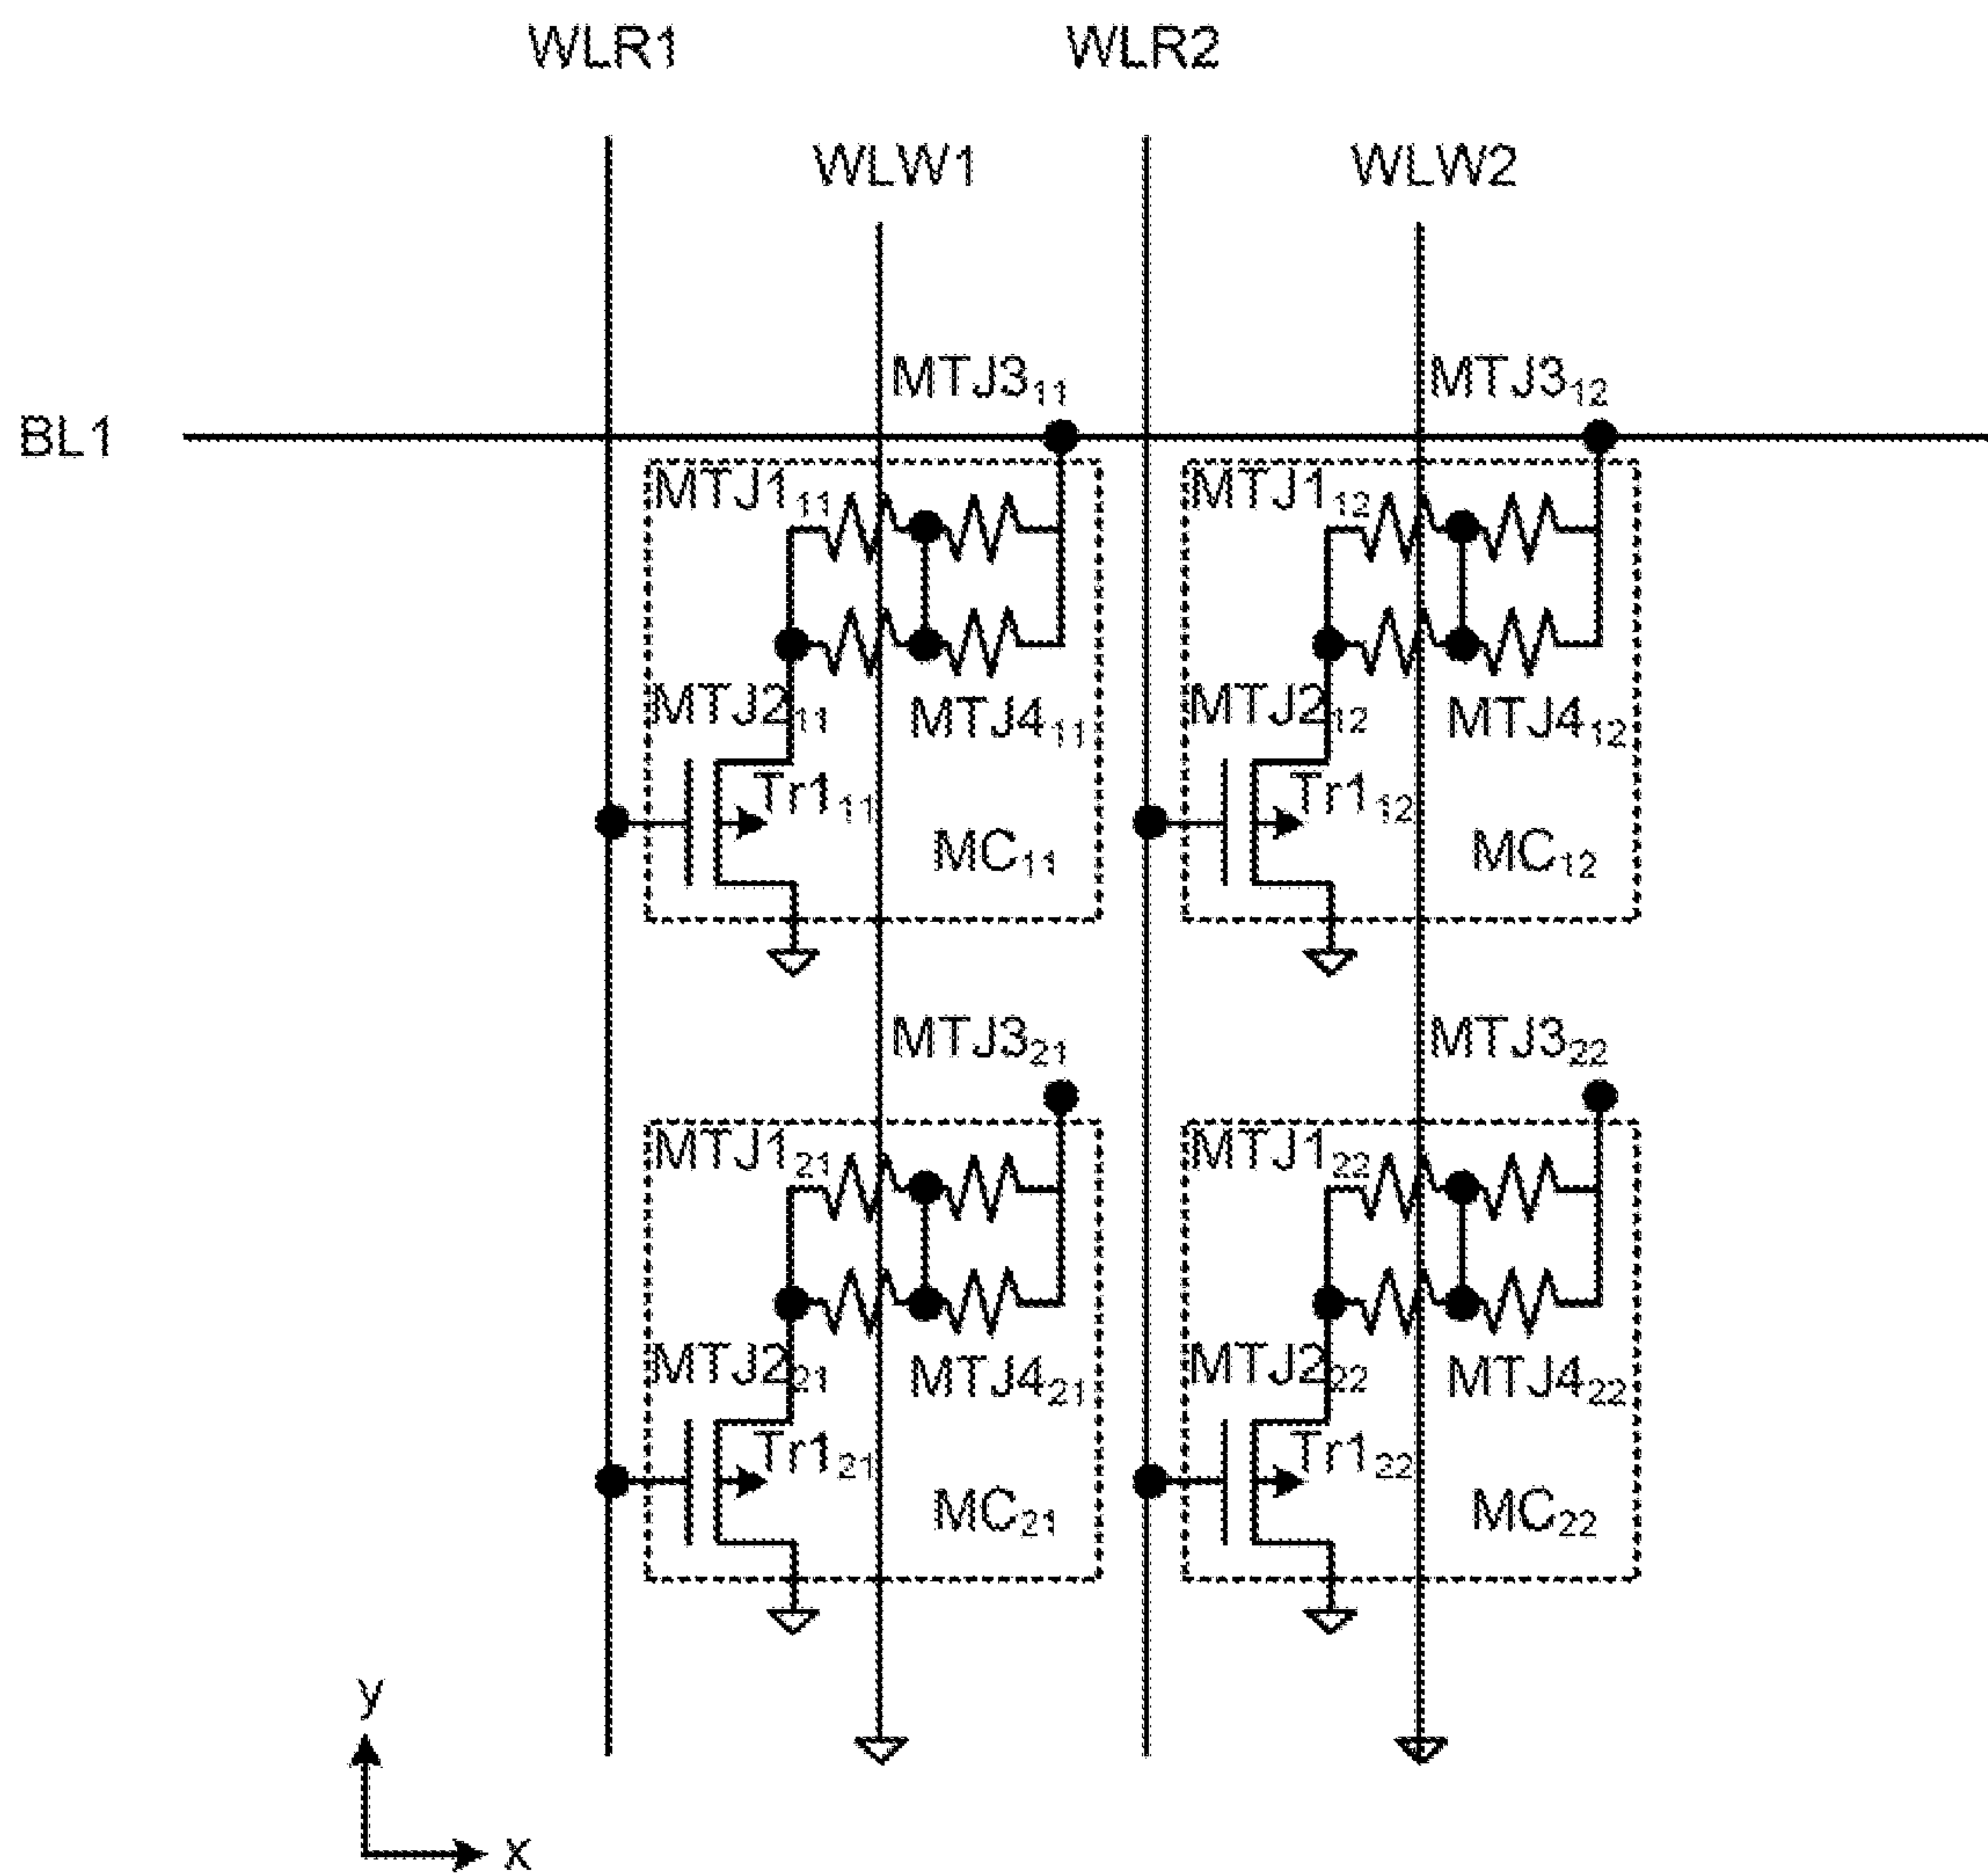 WLR1 WLR2
WLW1 WLW2
MTJ3₁₁ MTJ3₁₂
BL1
MTJ1₁₁ MTJ1₁₂
MTJ2₁₁ MTJ4₁₁ MTJ2₁₂ MTJ4₁₂
Tr1₁₁ Tr1₁₂
MC₁₁ MC₁₂
MTJ3₂₁ MTJ3₂₂
MTJ1₂₁ MTJ1₂₂
MTJ2₂₁ MTJ4₂₁ MTJ2₂₂ MTJ4₂₂
Tr1₂₁ Tr1₂₂
MC₂₁ MC₂₂
y
x